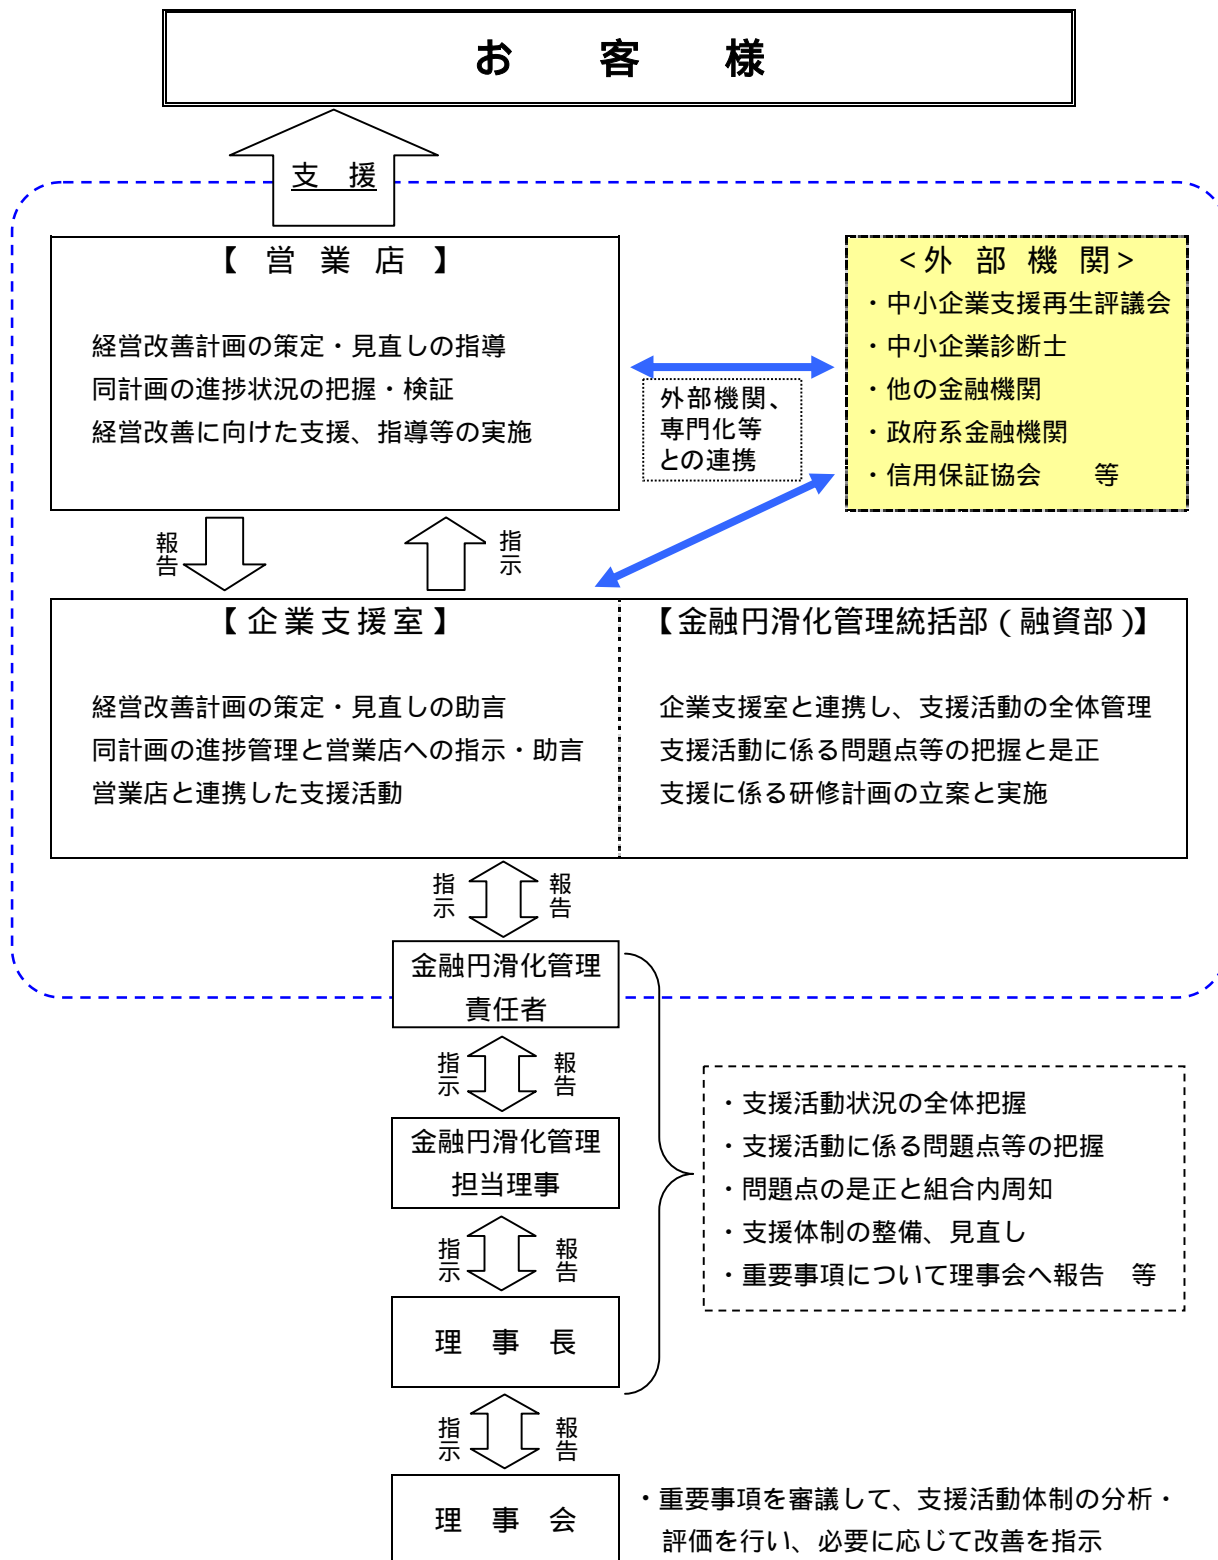 お　客　様
支　援
【 営 業 店 】
経営改善計画の策定・見直しの指導
同計画の進捗状況の把握・検証
経営改善に向けた支援、指導等の実施
<外 部 機 関>
・中小企業支援再生評議会
・中小企業診断士
・他の金融機関
・政府系金融機関
・信用保証協会　　等
外部機関、
専門化等
との連携
報告
指示
【 企業支援室 】
経営改善計画の策定・見直しの助言
同計画の進捗管理と営業店への指示・助言
営業店と連携した支援活動
【金融円滑化管理統括部（融資部）】
企業支援室と連携し、支援活動の全体管理
支援活動に係る問題点等の把握と是正
支援に係る研修計画の立案と実施
指示
報告
金融円滑化管理
責任者
指示
報告
金融円滑化管理
担当理事
・支援活動状況の全体把握
・支援活動に係る問題点等の把握
・問題点の是正と組合内周知
・支援体制の整備、見直し
・重要事項について理事会へ報告　等
指示
報告
理　事　長
指示
報告
理　事　会
・重要事項を審議して、支援活動体制の分析・
評価を行い、必要に応じて改善を指示